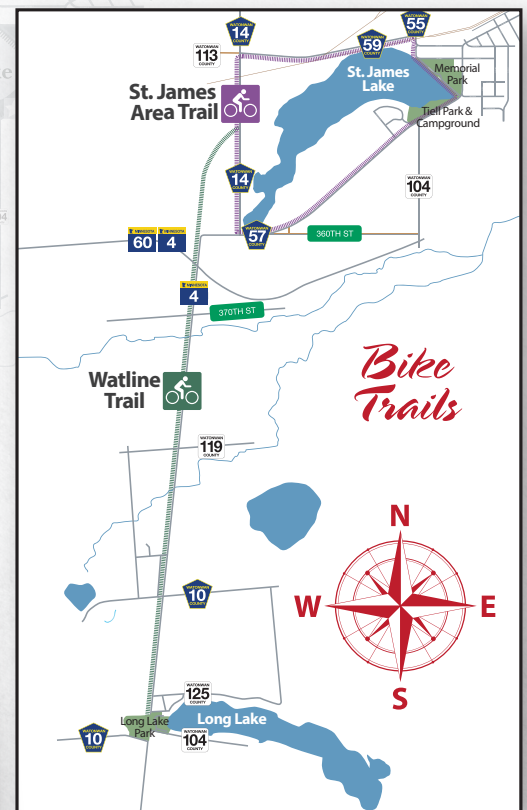 WATONWAN
14
COUNTY
WATONWAN
55
COUNTY
WATONWAN
59
COUNTY
WATONWAN
113
COUNTY
St. James
Lake
Memorial
Park
St. James
Area Trail
Tiell Park &
Campground
WATONWAN
14
COUNTY
WATONWAN
104
COUNTY
WATONWAN
57
COUNTY
360TH ST
MINNESOTA
60
MINNESOTA
4
MINNESOTA
4
370TH ST
Bike
Trails
Watline
Trail
WATONWAN
119
COUNTY
N
W
E
S
WATONWAN
10
COUNTY
WATONWAN
125
COUNTY
Long Lake
Park
Long Lake
WATONWAN
10
COUNTY
WATONWAN
104
COUNTY